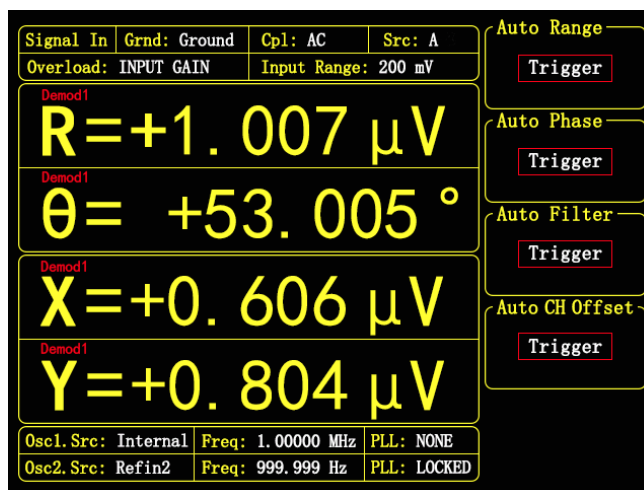 Signal In Grnd: Ground Cpl: AC Src: A
Overload: INPUT GAIN Input Range: 200 mV
Demod1
R=+1.007 μV
Demod1
θ= +53.005 °
Demod1
X=+0.606 μV
Demod1
Y=+0.804 μV
Osc1.Src: Internal Freq: 1.00000 MHz PLL: NONE
Osc2.Src: Refin2 Freq: 999.999 Hz PLL: LOCKED
Auto Range
Trigger
Auto Phase
Trigger
Auto Filter
Trigger
Auto CH Offset
Trigger